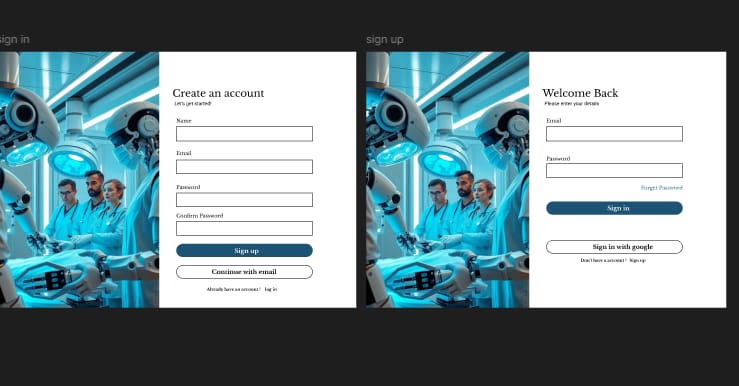 sign in
Create an account
Let's get started!
Name
Email
Password
Confirm Password
Sign up
Continue with email
Already have an account? log in
sign up
Welcome Back
Please enter your details
Email
Password
Forgot Password
Sign in
Sign in with google
Don't have a account? Sign up